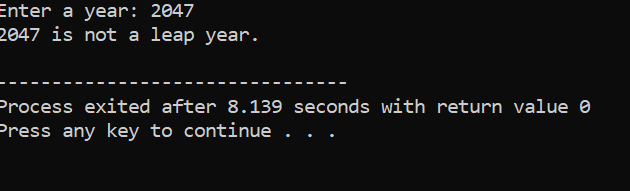 Enter a year: 2047
2047 is not a leap year.
--------------------------------
Process exited after 8.139 seconds with return value 0
Press any key to continue . . .